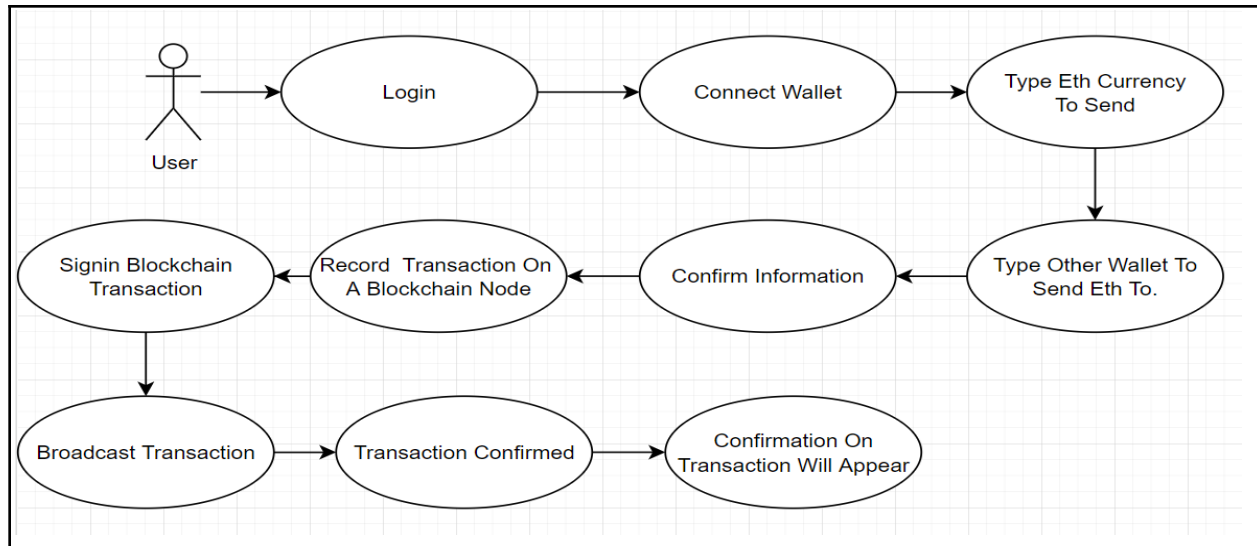 Login
Connect Wallet
Type Eth Currency
To Send
User
Signin Blockchain
Transaction
Record Transaction On
A Blockchain Node
Confirm Information
Type Other Wallet To
Send Eth To.
Broadcast Transaction
Transaction Confirmed
Confirmation On
Transaction Will Appear